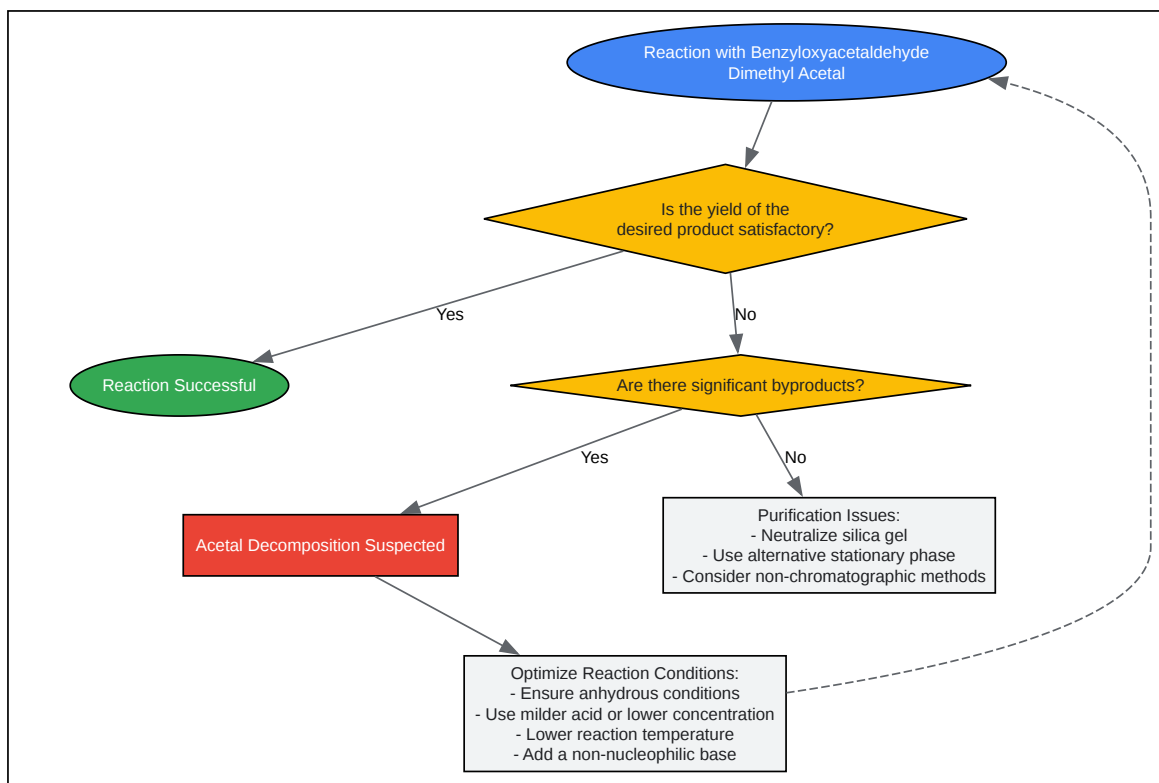 Reaction with Benzyloxyacetaldehyde
Dimethyl Acetal
Is the yield of the
desired product satisfactory?
Yes
No
Reaction Successful
Are there significant byproducts?
Yes
No
Acetal Decomposition Suspected
Purification Issues:
- Neutralize silica gel
- Use alternative stationary phase
- Consider non-chromatographic methods
Optimize Reaction Conditions:
- Ensure anhydrous conditions
- Use milder acid or lower concentration
- Lower reaction temperature
- Add a non-nucleophilic base